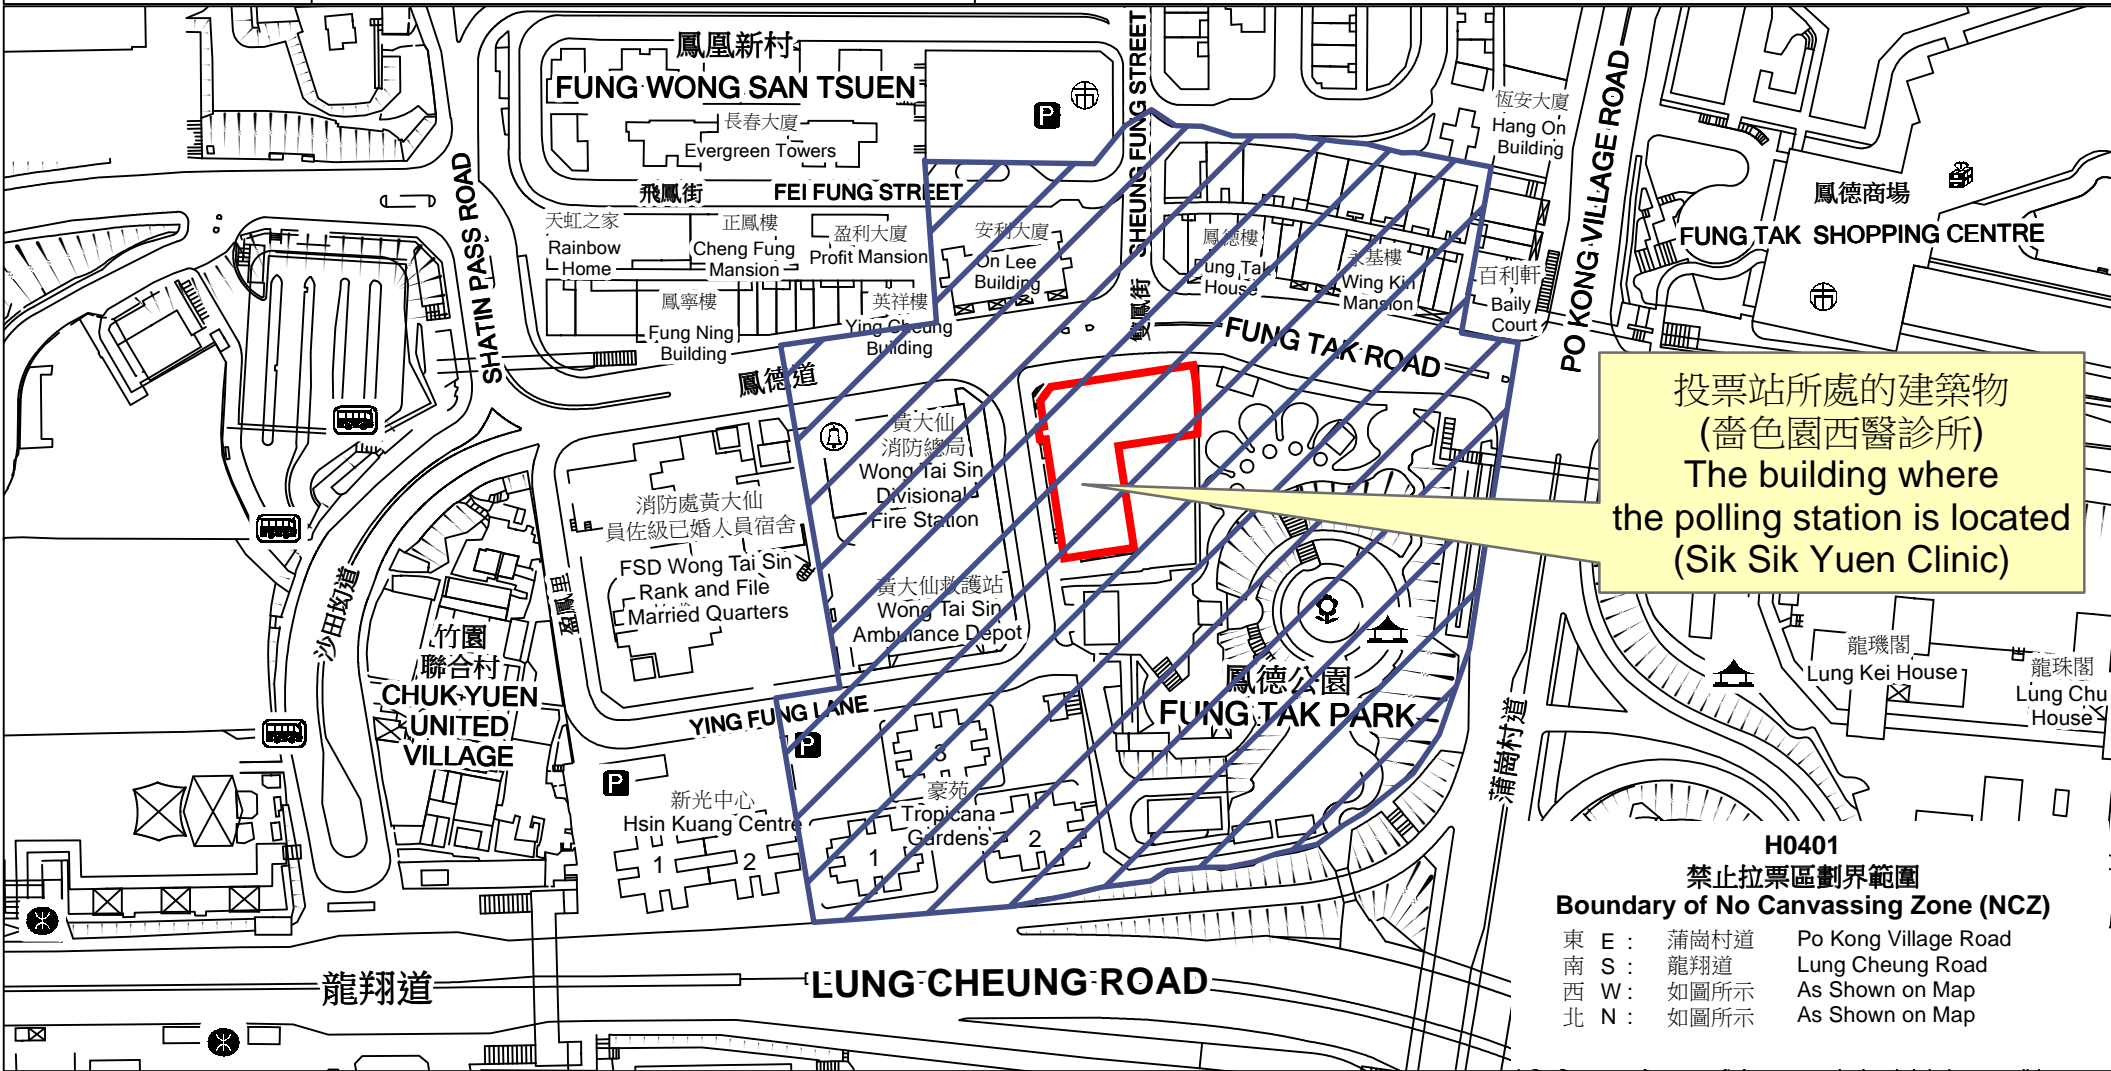 鳳凰新村
FUNG WONG SAN TSUEN
長春大廈
Evergreen Towers
飛鳳街
FEI FUNG STREET
SHEUNG FUNG STREET
雙鳳街
恆安大廈
Hang On
Building
PO KONG VILLAGE ROAD
鳳德商場
FUNG TAK SHOPPING CENTRE
SHATIN PASS ROAD
天虹之家
Rainbow
Home
正鳳樓
Cheng Fung
Mansion
盈利大廈
Profit Mansion
安利大廈
On Lee
Building
鳳德樓
Fung Tak
House
永基樓
Wing Kin
Mansion
百利軒
Baily
Court
鳳寧樓
Fung Ning
Building
英祥樓
Ying Cheung
Building
鳳德道
FUNG TAK ROAD
投票站所處的建築物
(嗇色園西醫診所)
The building where
the polling station is located
(Sik Sik Yuen Clinic)
黃大仙
消防總局
Wong Tai Sin
Divisional
Fire Station
消防處黃大仙
員佐級已婚人員宿舍
FSD Wong Tai Sin
Rank and File
Married Quarters
黃大仙救護站
Wong Tai Sin
Ambulance Depot
盈鳳里
YING FUNG LANE
沙田坳道
竹園
聯合村
CHUK YUEN
UNITED
VILLAGE
鳳德公園
FUNG TAK PARK
蒲崗村道
龍璣閣
Lung Kei House
龍珠閣
Lung Chu
House
P
P
P
新光中心
Hsin Kuang Centre
1
2
3
豪苑
Tropicana
Gardens
1
2
龍翔道
LUNG CHEUNG ROAD
H0401
禁止拉票區劃界範圍
Boundary of No Canvassing Zone (NCZ)
東 E : 蒲崗村道 Po Kong Village Road
南 S : 龍翔道 Lung Cheung Road
西 W : 如圖所示 As Shown on Map
北 N : 如圖所示 As Shown on Map